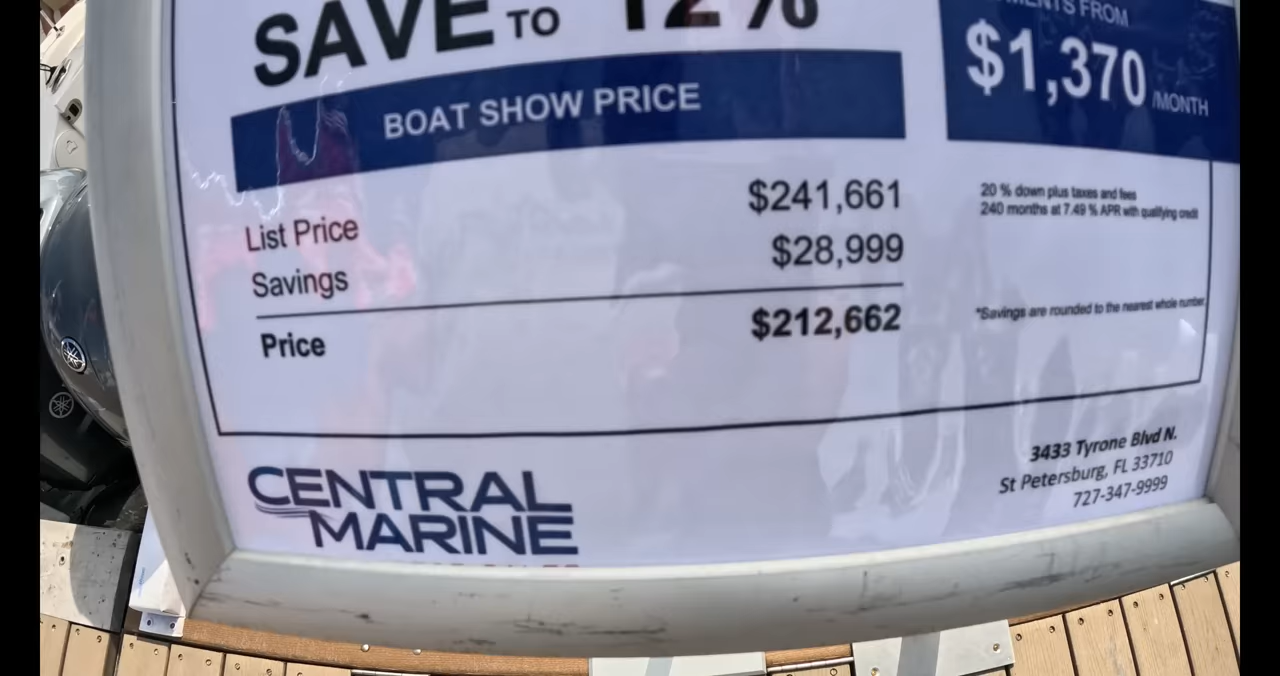 SAVE TO 12%
BOAT SHOW PRICE
List Price $241,661
Savings $28,999
Price $212,662
FROM
$1,370 /MONTH
20 % down plus taxes and fees
240 months at 7.49 % APR with qualifying credit
*Savings are rounded to the nearest whole number.
CENTRAL
MARINE
3433 Tyrone Blvd N.
St Petersburg, FL 33710
727-347-9999